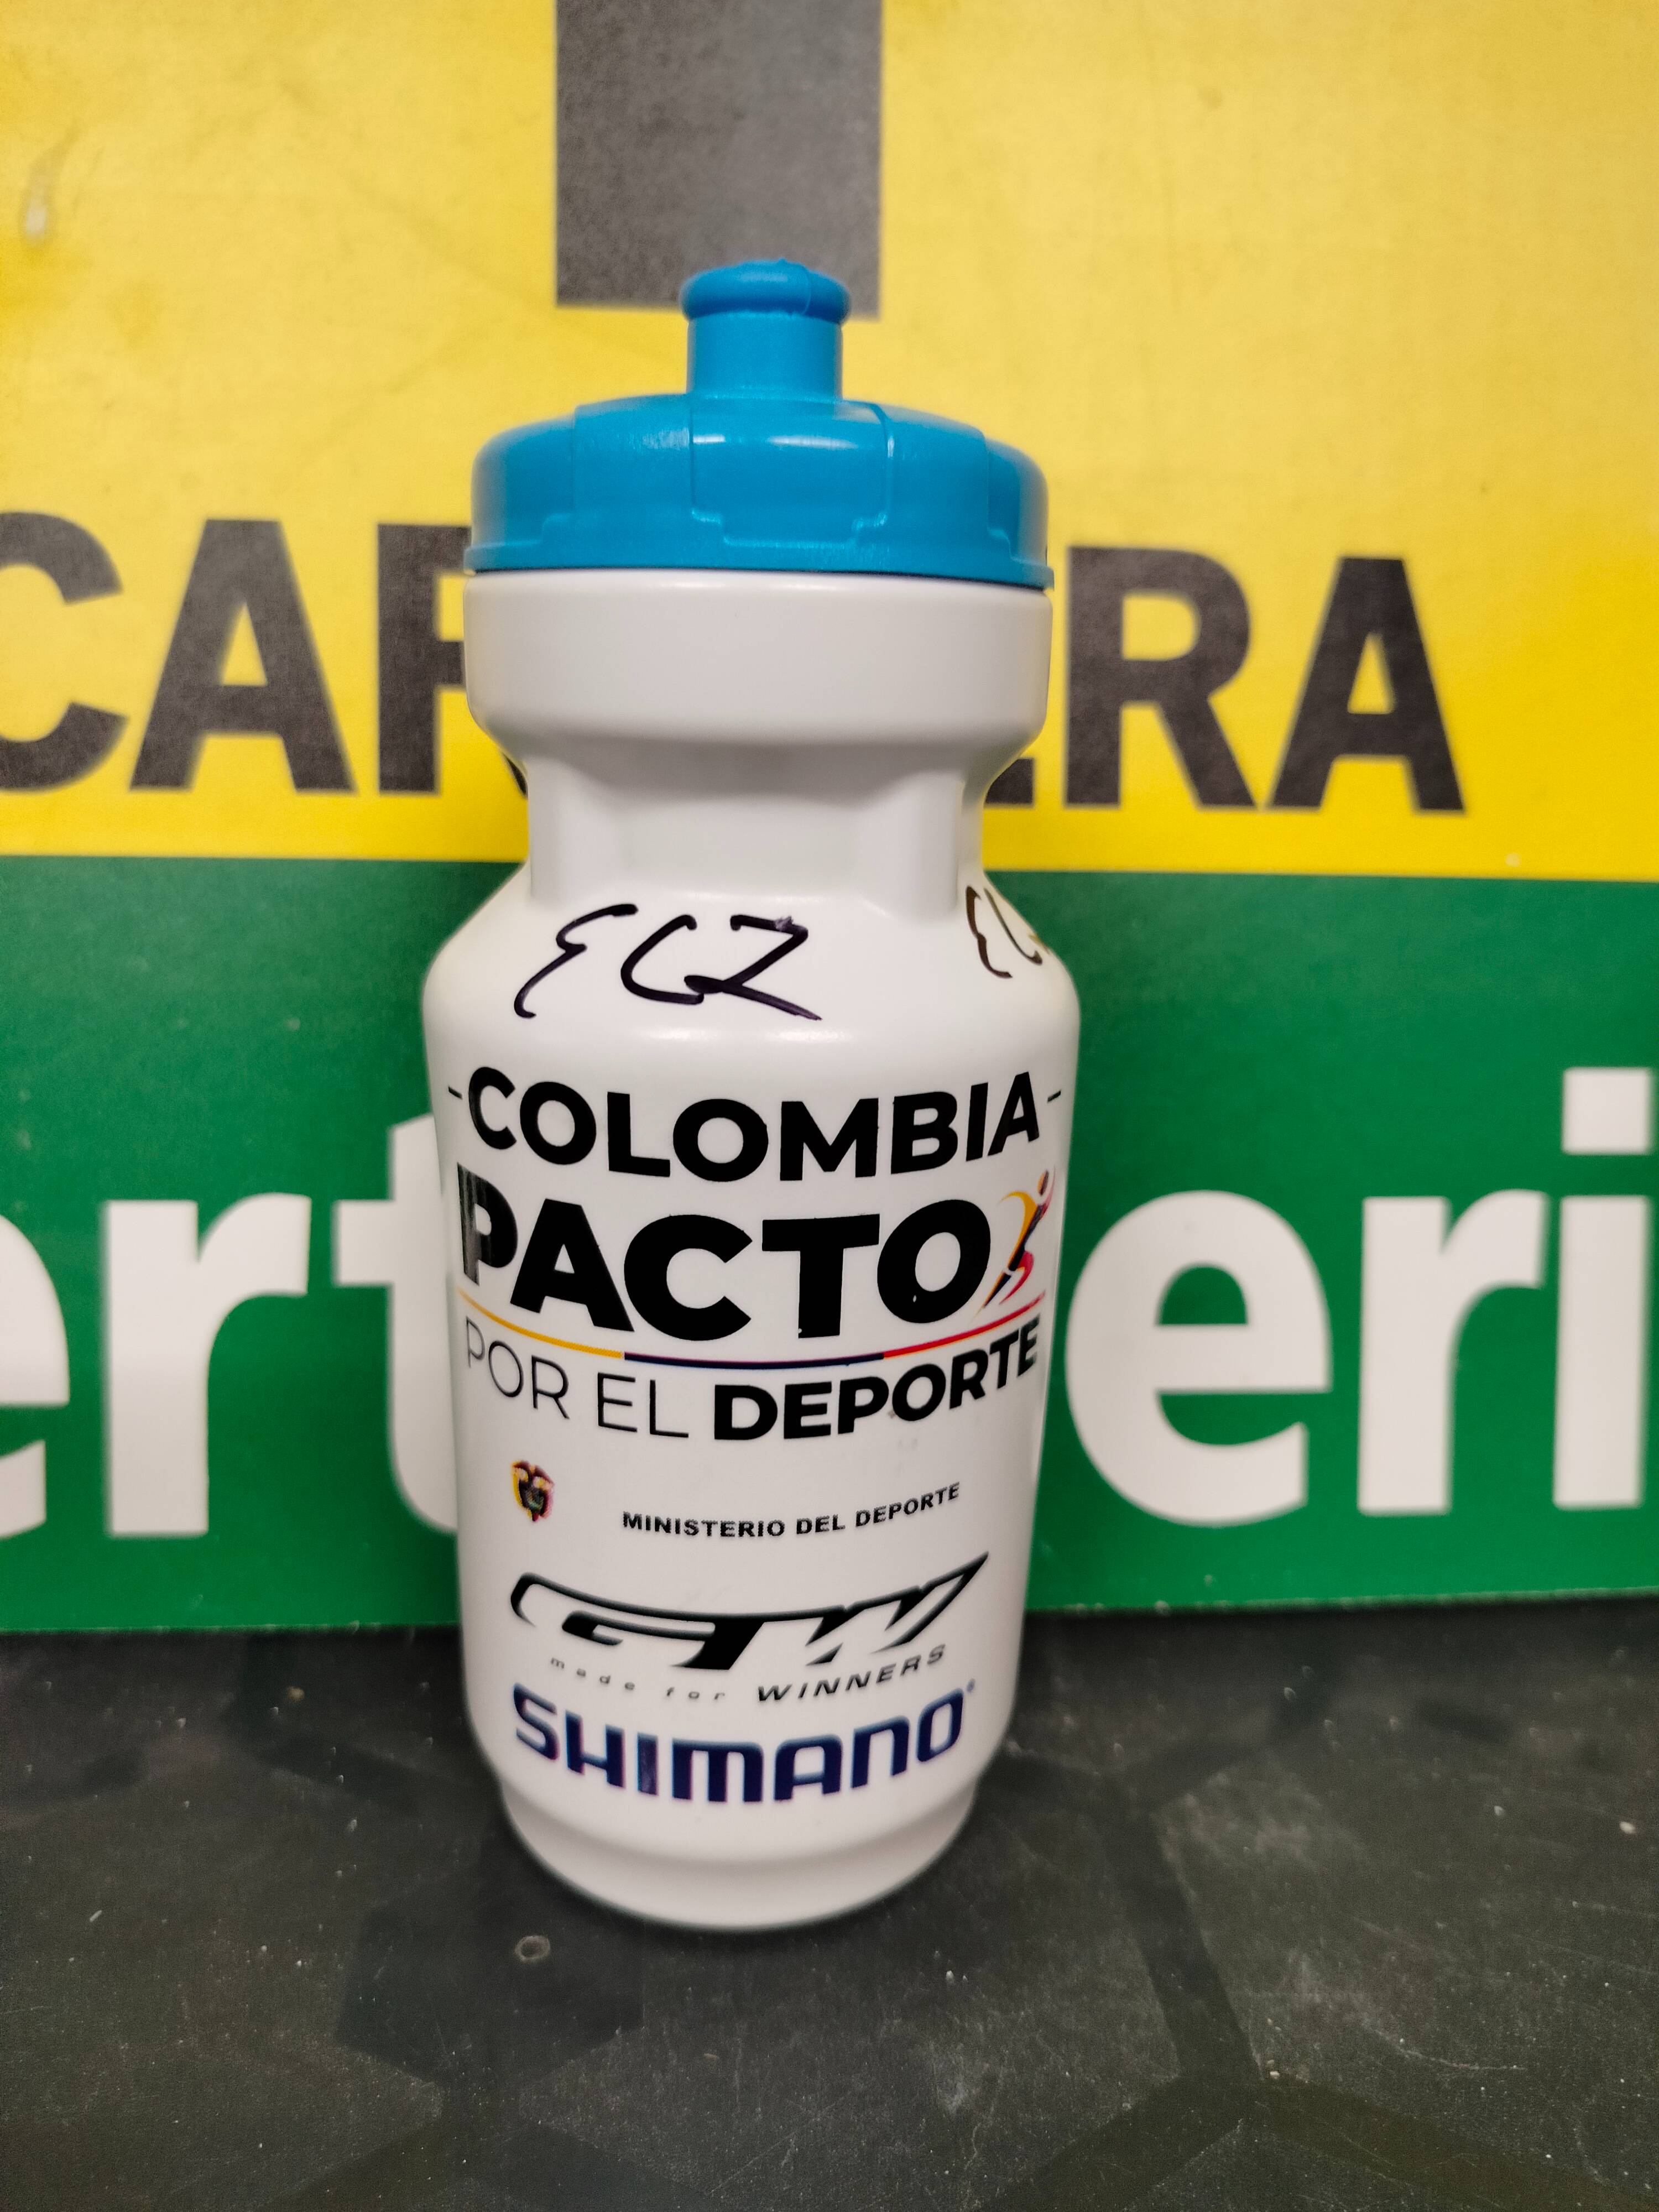 ECZ
-COLOMBIA-
PACTO
POR EL DEPORTE
MINISTERIO DEL DEPORTE
GW
made for WINNERS
SHIMANO